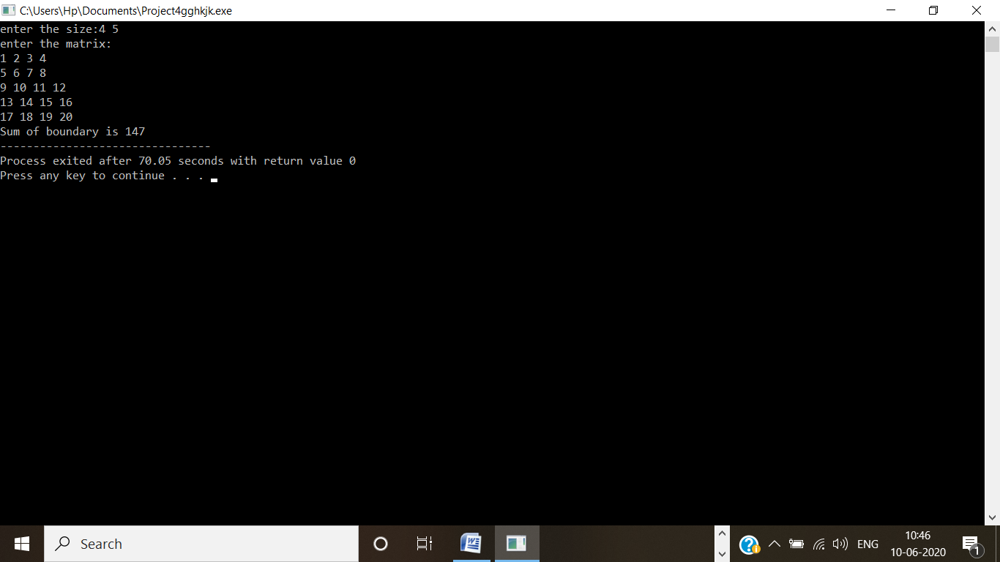 C:\Users\Hp\Documents\Project4gghkjk.exe
enter the size:4 5
enter the matrix:
1 2 3 4
5 6 7 8
9 10 11 12
13 14 15 16
17 18 19 20
Sum of boundary is 147
--------------------------------
Process exited after 70.05 seconds with return value 0
Press any key to continue . . .
Search
W
?
ENG
10:46
10-06-2020
1